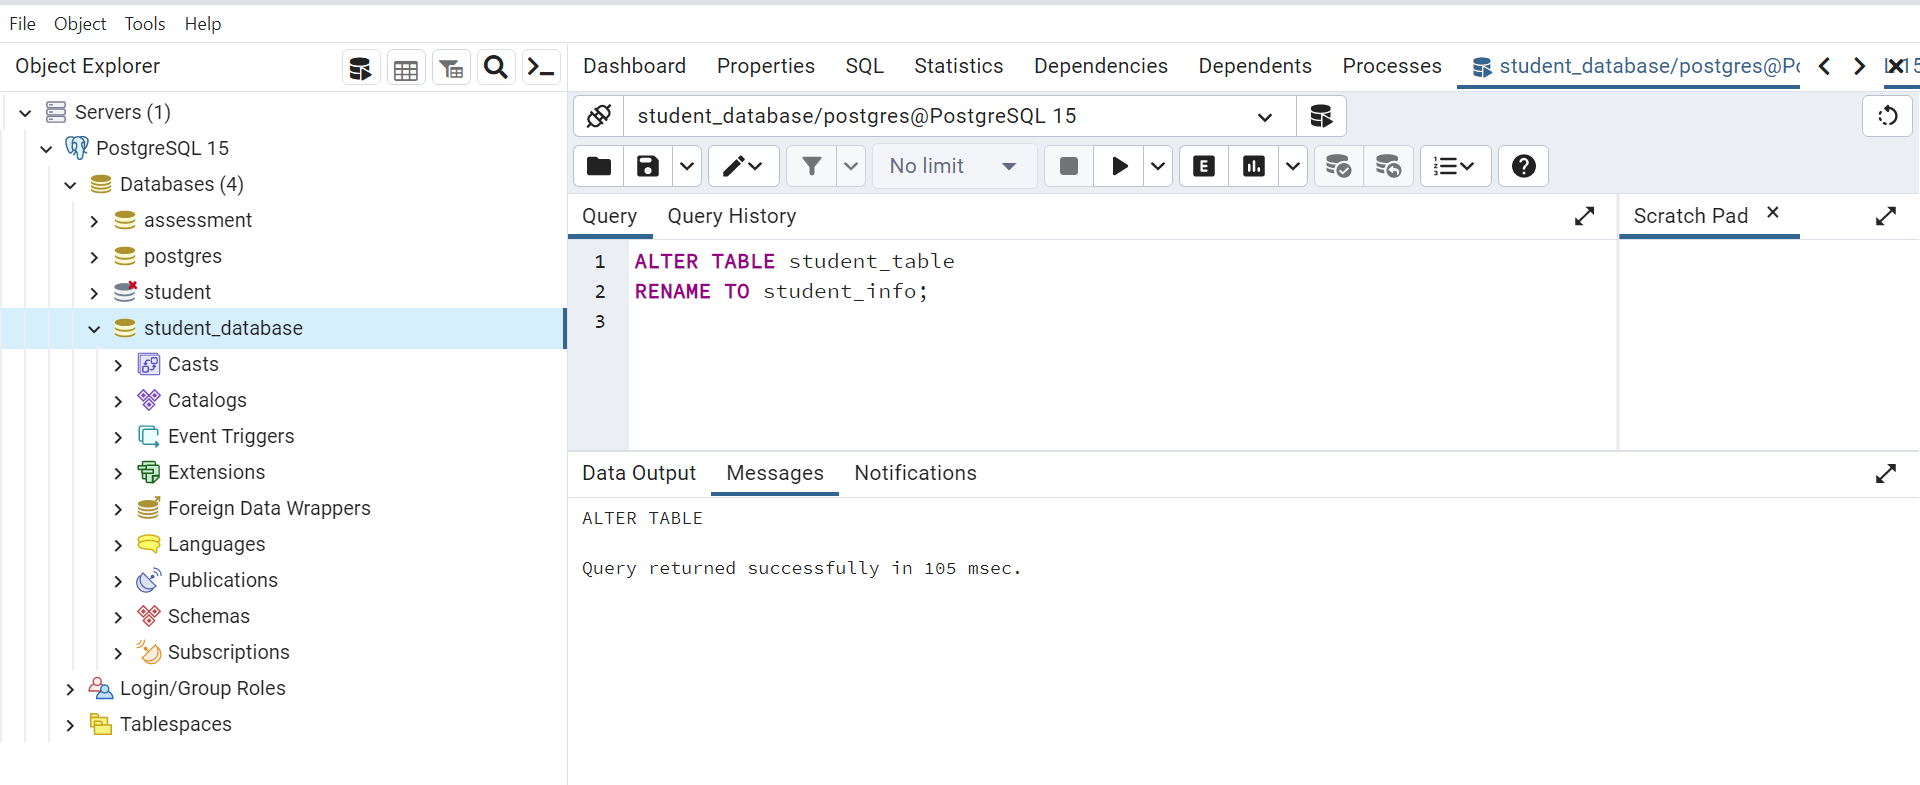 File Object Tools Help
Object Explorer
Servers (1)
PostgreSQL 15
Databases (4)
assessment
postgres
student
student_database
Casts
Catalogs
Event Triggers
Extensions
Foreign Data Wrappers
Languages
Publications
Schemas
Subscriptions
Login/Group Roles
Tablespaces
Dashboard Properties SQL Statistics Dependencies Dependents Processes student_database/postgres@Po
student_database/postgres@PostgreSQL 15
No limit
E
Query Query History
Scratch Pad
1 ALTER TABLE student_table
2 RENAME TO student_info;
3
Data Output Messages Notifications
ALTER TABLE
Query returned successfully in 105 msec.